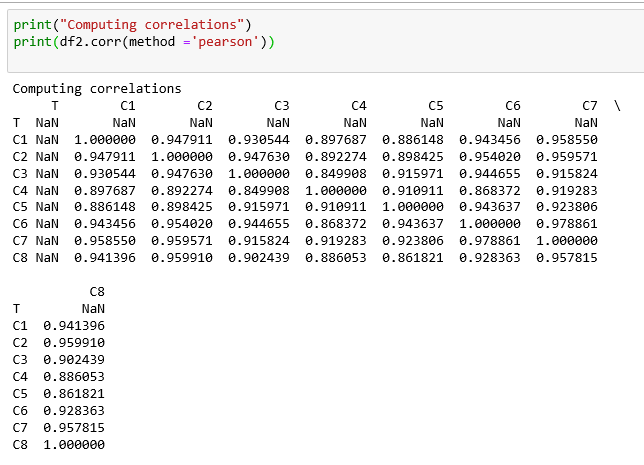 print("Computing correlations")
print(df2.corr(method ='pearson'))
Computing correlations
     T        C1        C2        C3        C4        C5        C6        C7  \
T  NaN       NaN       NaN       NaN       NaN       NaN       NaN       NaN
C1 NaN  1.000000  0.947911  0.930544  0.897687  0.886148  0.943456  0.958550
C2 NaN  0.947911  1.000000  0.947630  0.892274  0.898425  0.954020  0.959571
C3 NaN  0.930544  0.947630  1.000000  0.849908  0.915971  0.944655  0.915824
C4 NaN  0.897687  0.892274  0.849908  1.000000  0.910911  0.868372  0.919283
C5 NaN  0.886148  0.898425  0.915971  0.910911  1.000000  0.943637  0.923806
C6 NaN  0.943456  0.954020  0.944655  0.868372  0.943637  1.000000  0.978861
C7 NaN  0.958550  0.959571  0.915824  0.919283  0.923806  0.978861  1.000000
C8 NaN  0.941396  0.959910  0.902439  0.886053  0.861821  0.928363  0.957815
          C8
T        NaN
C1  0.941396
C2  0.959910
C3  0.902439
C4  0.886053
C5  0.861821
C6  0.928363
C7  0.957815
C8  1.000000